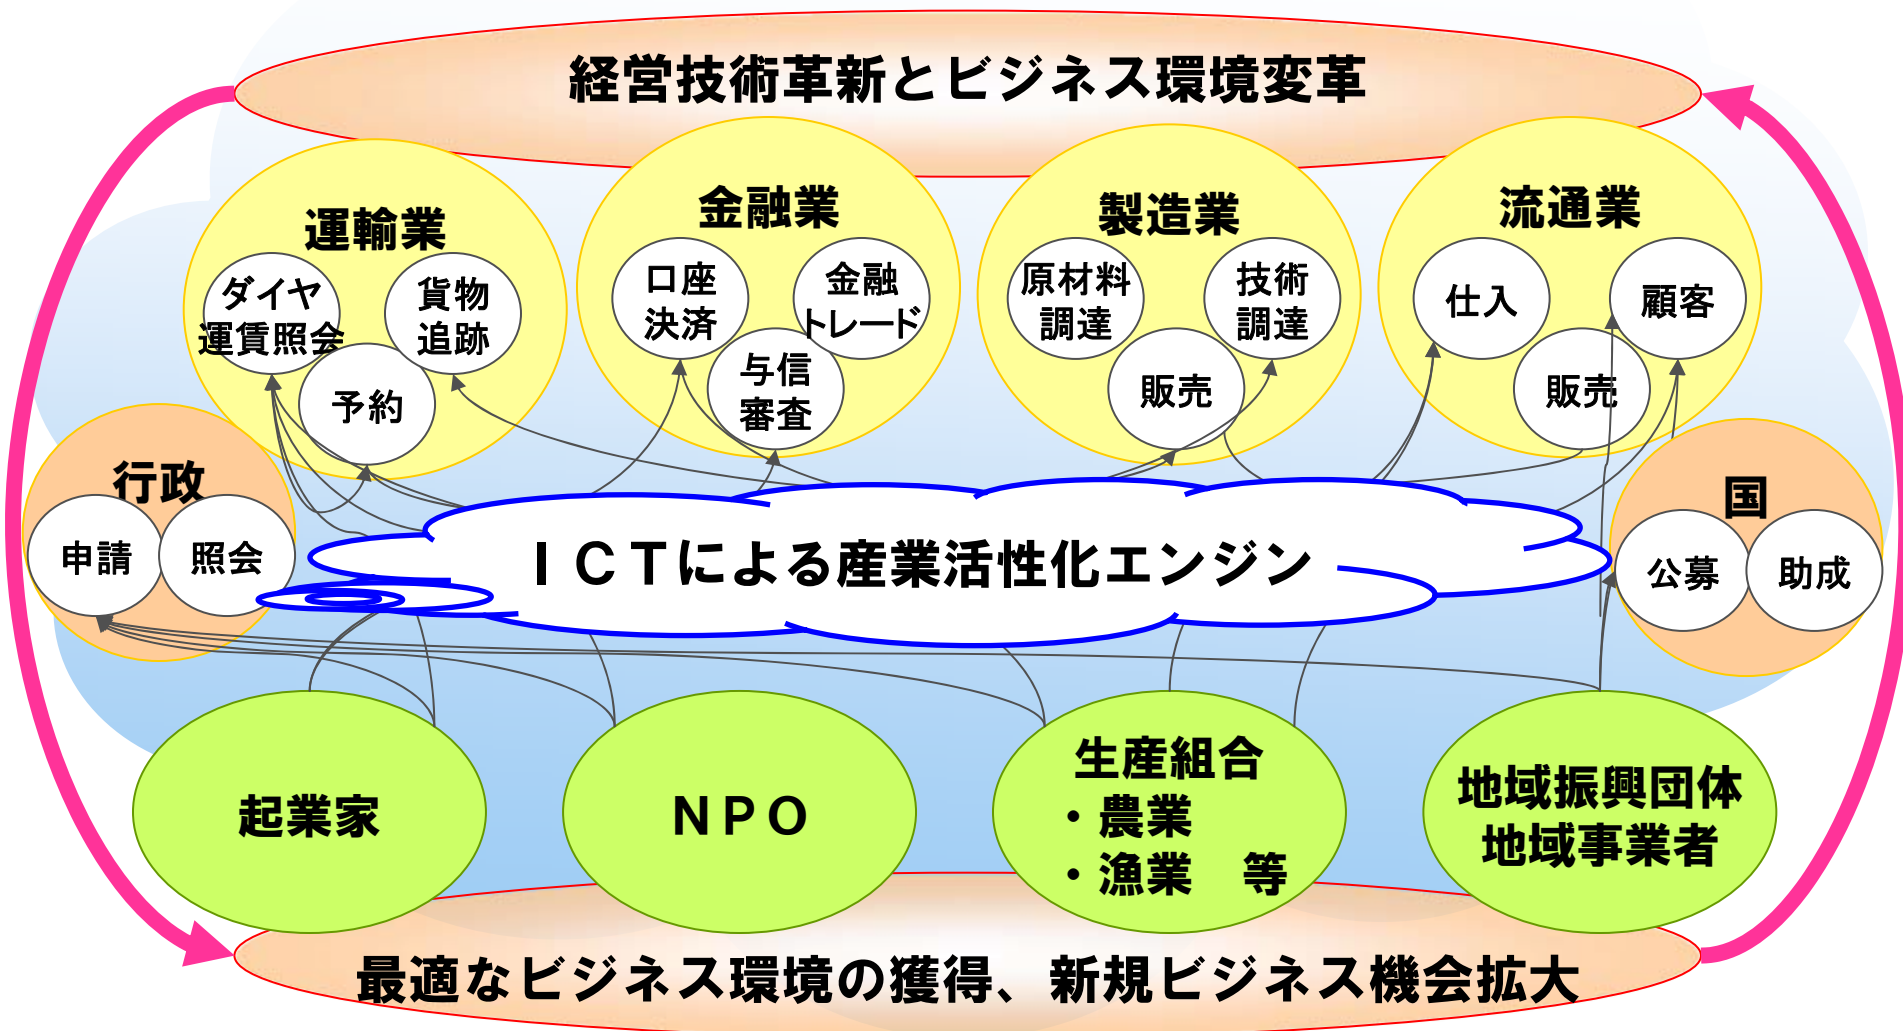 経営技術革新とビジネス環境変革
運輸業
ダイヤ
運賃照会
貨物
追跡
予約
金融業
口座
決済
金融
トレード
与信
審査
製造業
原材料
調達
技術
調達
販売
流通業
仕入
顧客
販売
行政
申請
照会
国
公募
助成
ＩＣＴによる産業活性化エンジン
起業家
ＮＰＯ
生産組合
・農業
・漁業　等
地域振興団体
地域事業者
最適なビジネス環境の獲得、新規ビジネス機会拡大